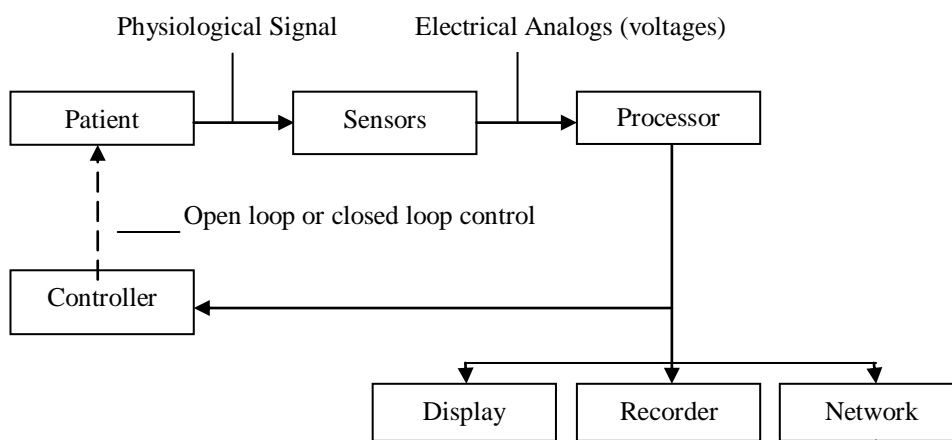 Physiological Signal
Electrical Analogs (voltages)
Patient
Sensors
Processor
Open loop or closed loop control
Controller
Display
Recorder
Network